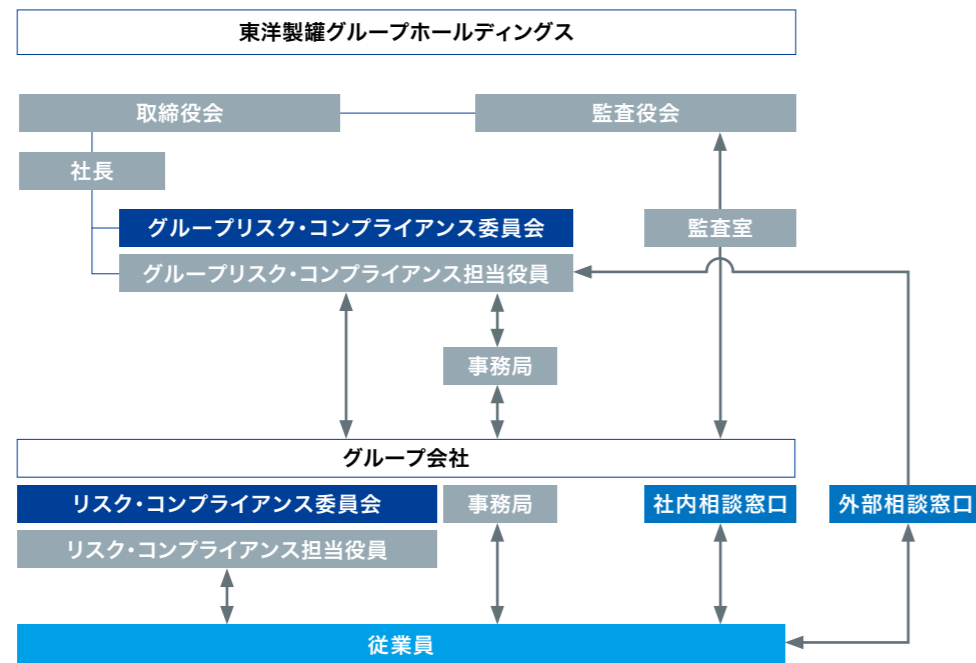 東洋製罐グループホールディングス
取締役会
監査役会
社長
グループリスク・コンプライアンス委員会
監査室
グループリスク・コンプライアンス担当役員
事務局
グループ会社
リスク・コンプライアンス委員会
事務局
社内相談窓口
外部相談窓口
リスク・コンプライアンス担当役員
従業員